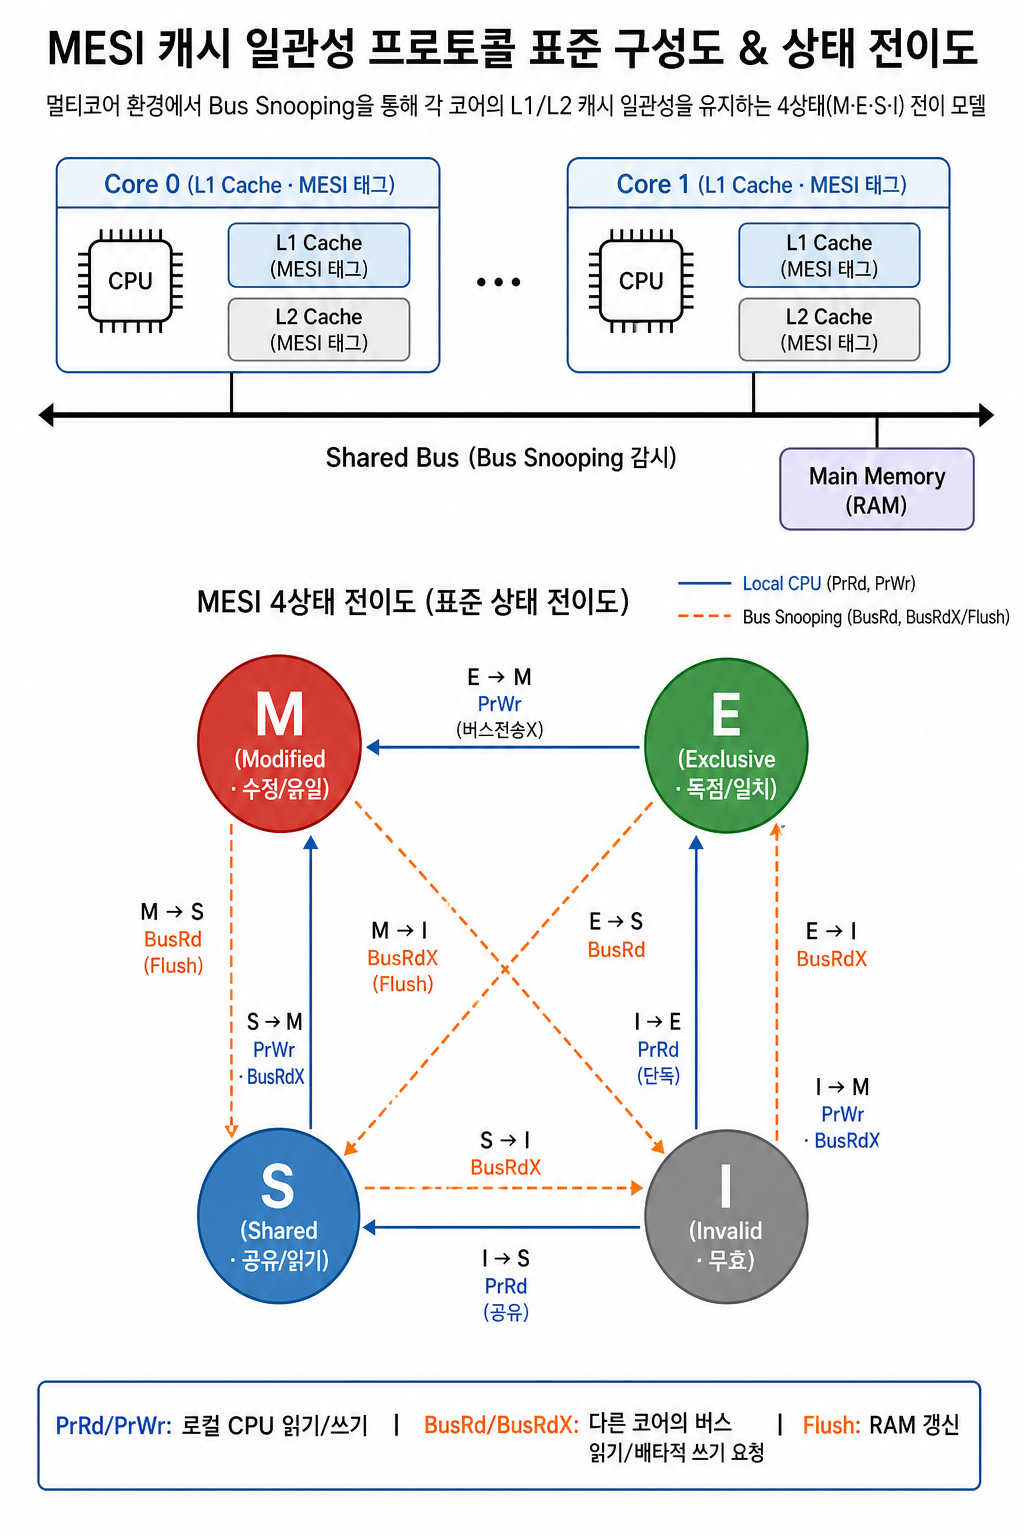 MESI 캐시 일관성 프로토콜 표준 구성도 & 상태 전이도
멀티코어 환경에서 Bus Snooping을 통해 각 코어의 L1/L2 캐시 일관성을 유지하는 4상태(M·E·S·I) 전이 모델
Core 0 (L1 Cache · MESI 태그)
CPU
L1 Cache
(MESI 태그)
L2 Cache
(MESI 태그)
•••
Core 1 (L1 Cache · MESI 태그)
CPU
L1 Cache
(MESI 태그)
L2 Cache
(MESI 태그)
Shared Bus (Bus Snooping 감시)
Main Memory
(RAM)
MESI 4상태 전이도 (표준 상태 전이도)
Local CPU (PrRd, PrWr)
Bus Snooping (BusRd, BusRdX/Flush)
M
(Modified
· 수정/유일)
E → M
PrWr
(버스전송X)
E
(Exclusive
· 독점/일치)
M → S
BusRd
(Flush)
M → I
BusRdX
(Flush)
E → S
BusRd
E → I
BusRdX
S → M
PrWr
· BusRdX
I → E
PrRd
(단독)
I → M
PrWr
· BusRdX
S → I
BusRdX
S
(Shared
· 공유/읽기)
I
(Invalid
· 무효)
I → S
PrRd
(공유)
PrRd/PrWr: 로컬 CPU 읽기/쓰기 | BusRd/BusRdX: 다른 코어의 버스 | Flush: RAM 갱신
읽기/배타적 쓰기 요청